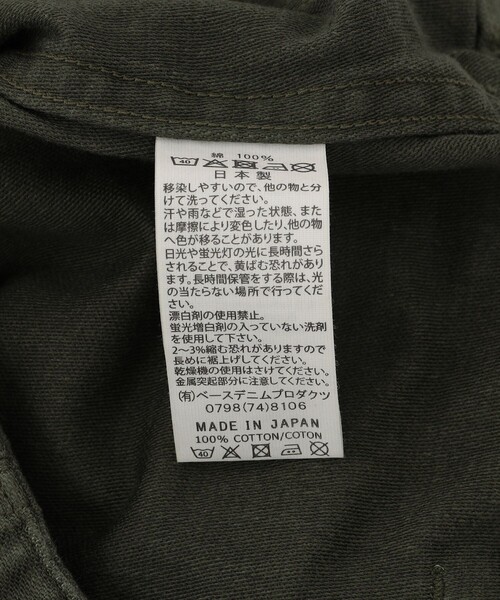 綿 100%
40
日本製
移染しやすいので、他の物と分
けて洗ってください。
汗や雨などで湿った状態、また
は摩擦により変色したり、他の物
へ色が移ることがあります。
日光や蛍光灯の光に長時間さら
されることで、黄ばむ恐れがあり
ます。長時間保管をする際は、光
の当たらない場所で行ってくださ
い。
漂白剤の使用禁止。
蛍光増白剤の入っていない洗剤
を使用して下さい。
2〜3%縮む恐れがありますので
長めに裾上げしてください。
乾燥機の使用はさけてください。
金属突起部分に注意してください。
(有)ベースデニムプロダクツ
0798(74)8106
MADE IN JAPAN
100% COTTON/COTON
40